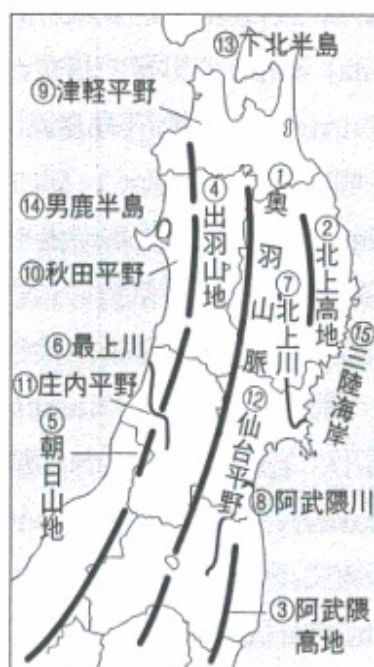 ⑬下北半島
⑨津軽平野
①奥羽山脈
④出羽山地
②北上高地
⑭男鹿半島
⑩秋田平野
⑦北上川
⑮三陸海岸
⑥最上川
⑪庄内平野
⑫仙台平野
⑤朝日山地
⑧阿武隈川
③阿武隈
高地